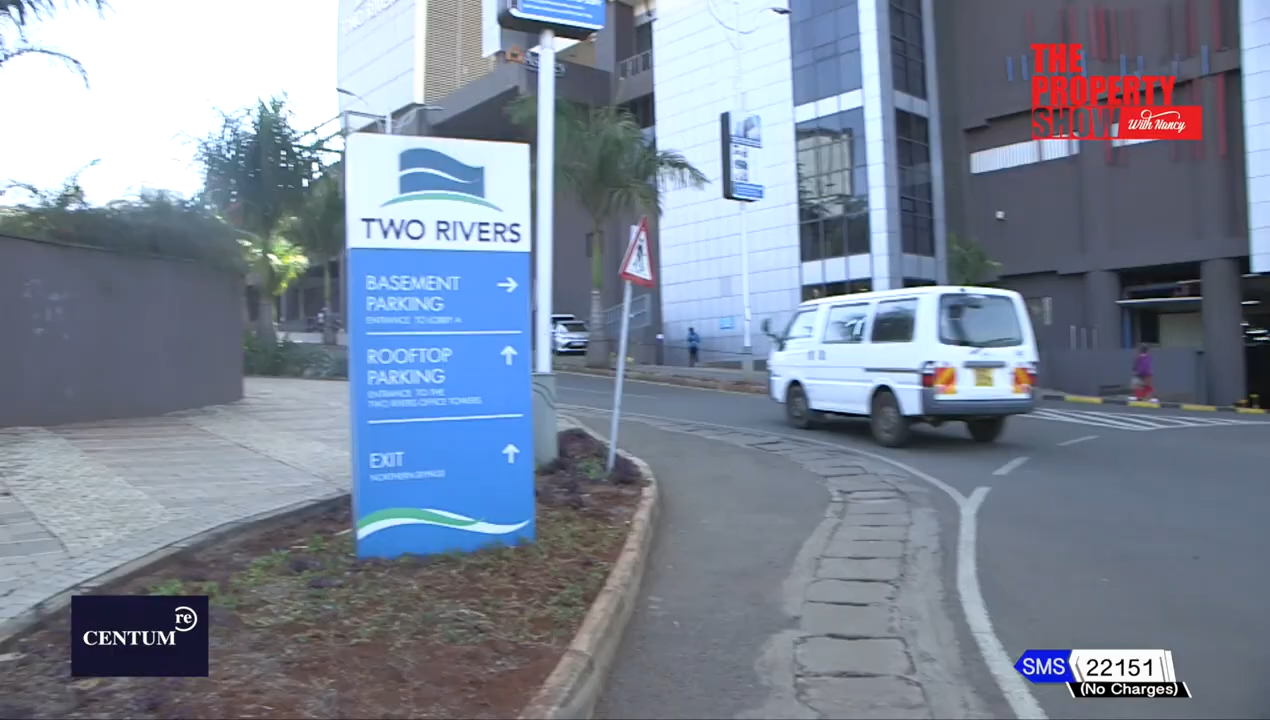 THE
PROPERTY
SHOW
With Nancy
TWO RIVERS
BASEMENT
PARKING
ENTRANCE TO LOBBY A
ROOFTOP
PARKING
ENTRANCE TO THE
TWO RIVERS OFFICE TOWERS
EXIT
NORTHERN BYPASS
CENTUM re
SMS 22151
(No Charges)